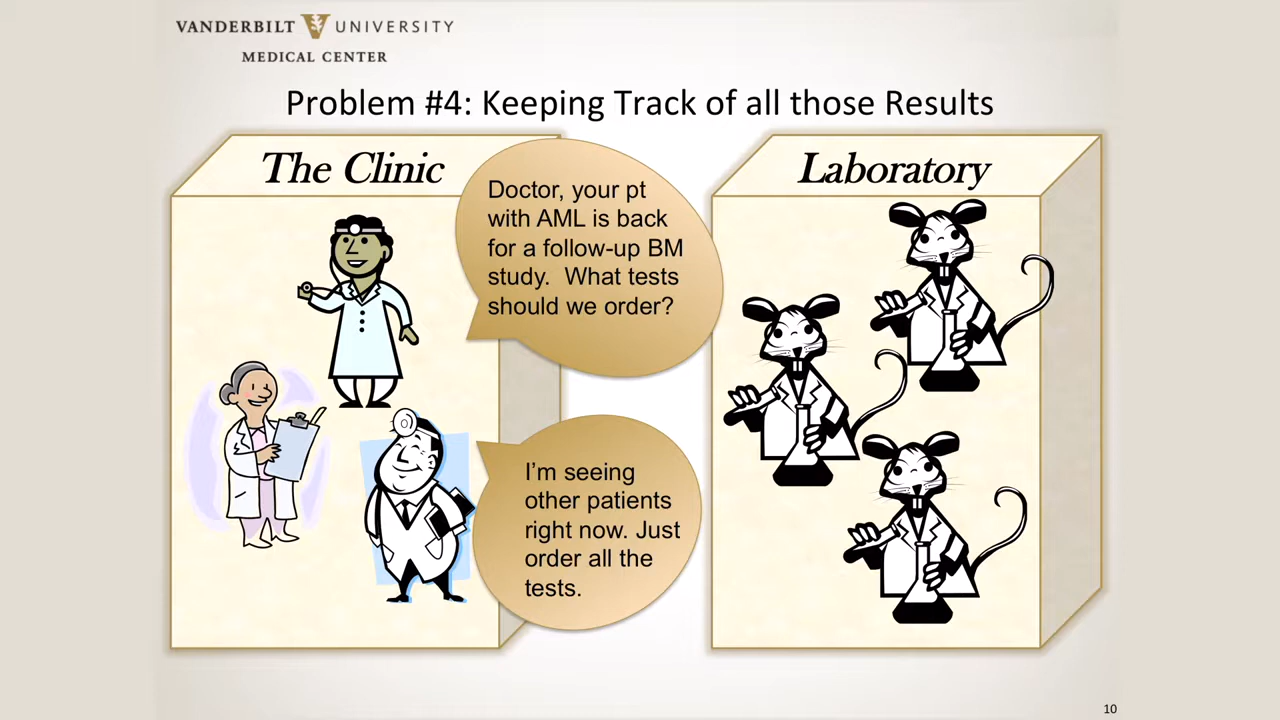 VANDERBILT UNIVERSITY
MEDICAL CENTER
Problem #4: Keeping Track of all those Results
The Clinic
Doctor, your pt
with AML is back
for a follow-up BM
study.  What tests
should we order?
I'm seeing
other patients
right now. Just
order all the
tests.
Laboratory
10